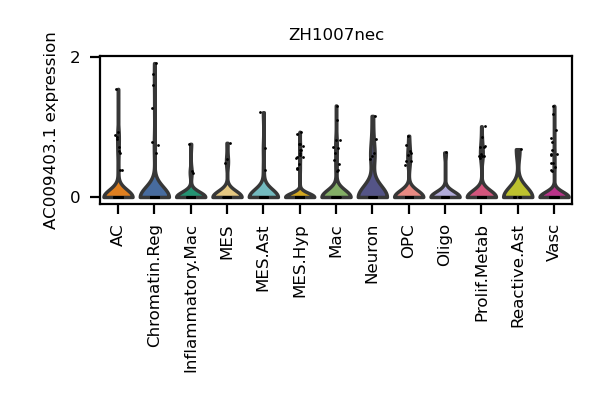 ZH1007nec
AC009403.1 expression
2
0
AC
Chromatin.Reg
Inflammatory.Mac
MES
MES.Ast
MES.Hyp
Mac
Neuron
OPC
Oligo
Prolif.Metab
Reactive.Ast
Vasc